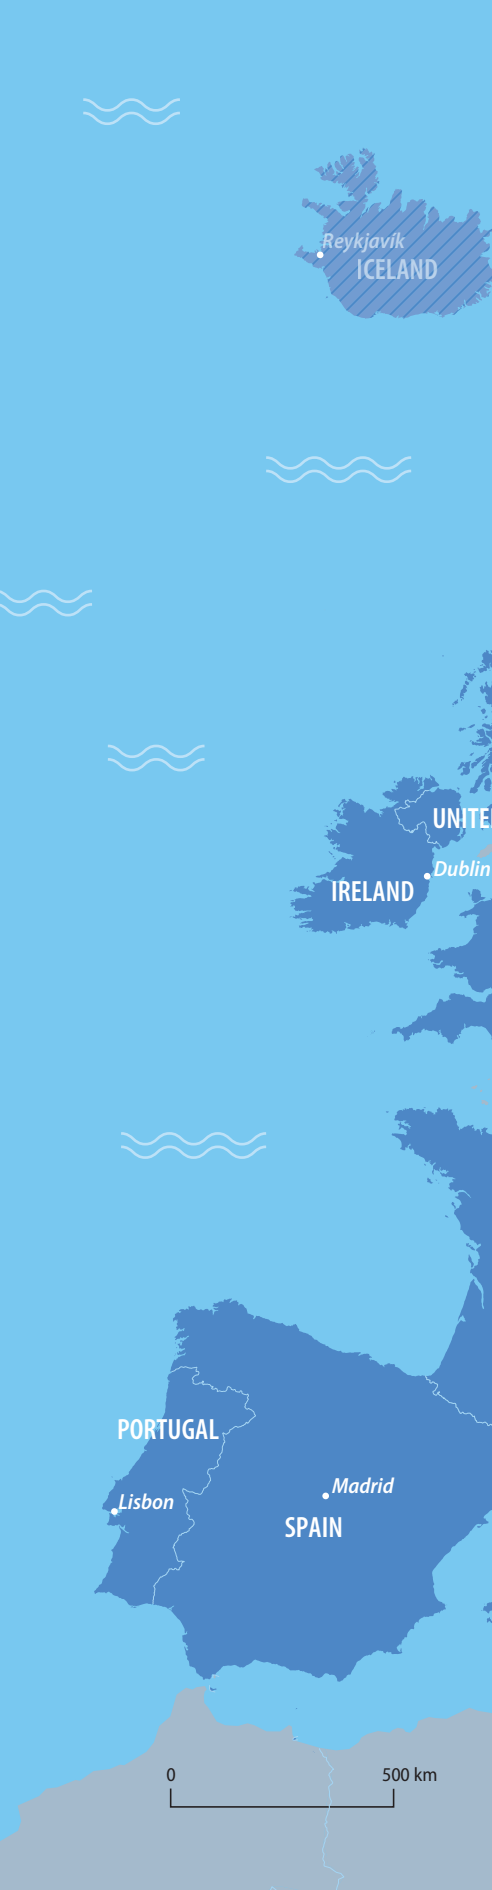 Reykjavík
ICELAND
UNITE
Dublin
IRELAND
PORTUGAL
Madrid
Lisbon
SPAIN
0 500 km